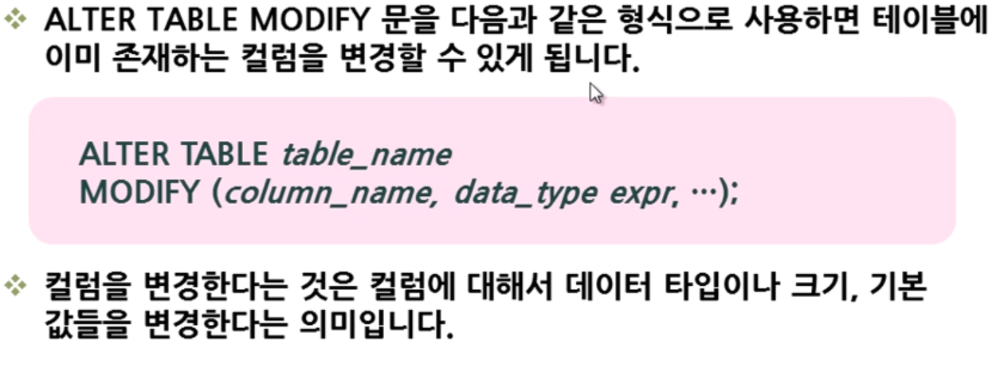 ❖ ALTER TABLE MODIFY 문을 다음과 같은 형식으로 사용하면 테이블에
이미 존재하는 컬럼을 변경할 수 있게 됩니다.
ALTER TABLE table_name
MODIFY (column_name, data_type expr, …);
❖ 컬럼을 변경한다는 것은 컬럼에 대해서 데이터 타입이나 크기, 기본
값들을 변경한다는 의미입니다.